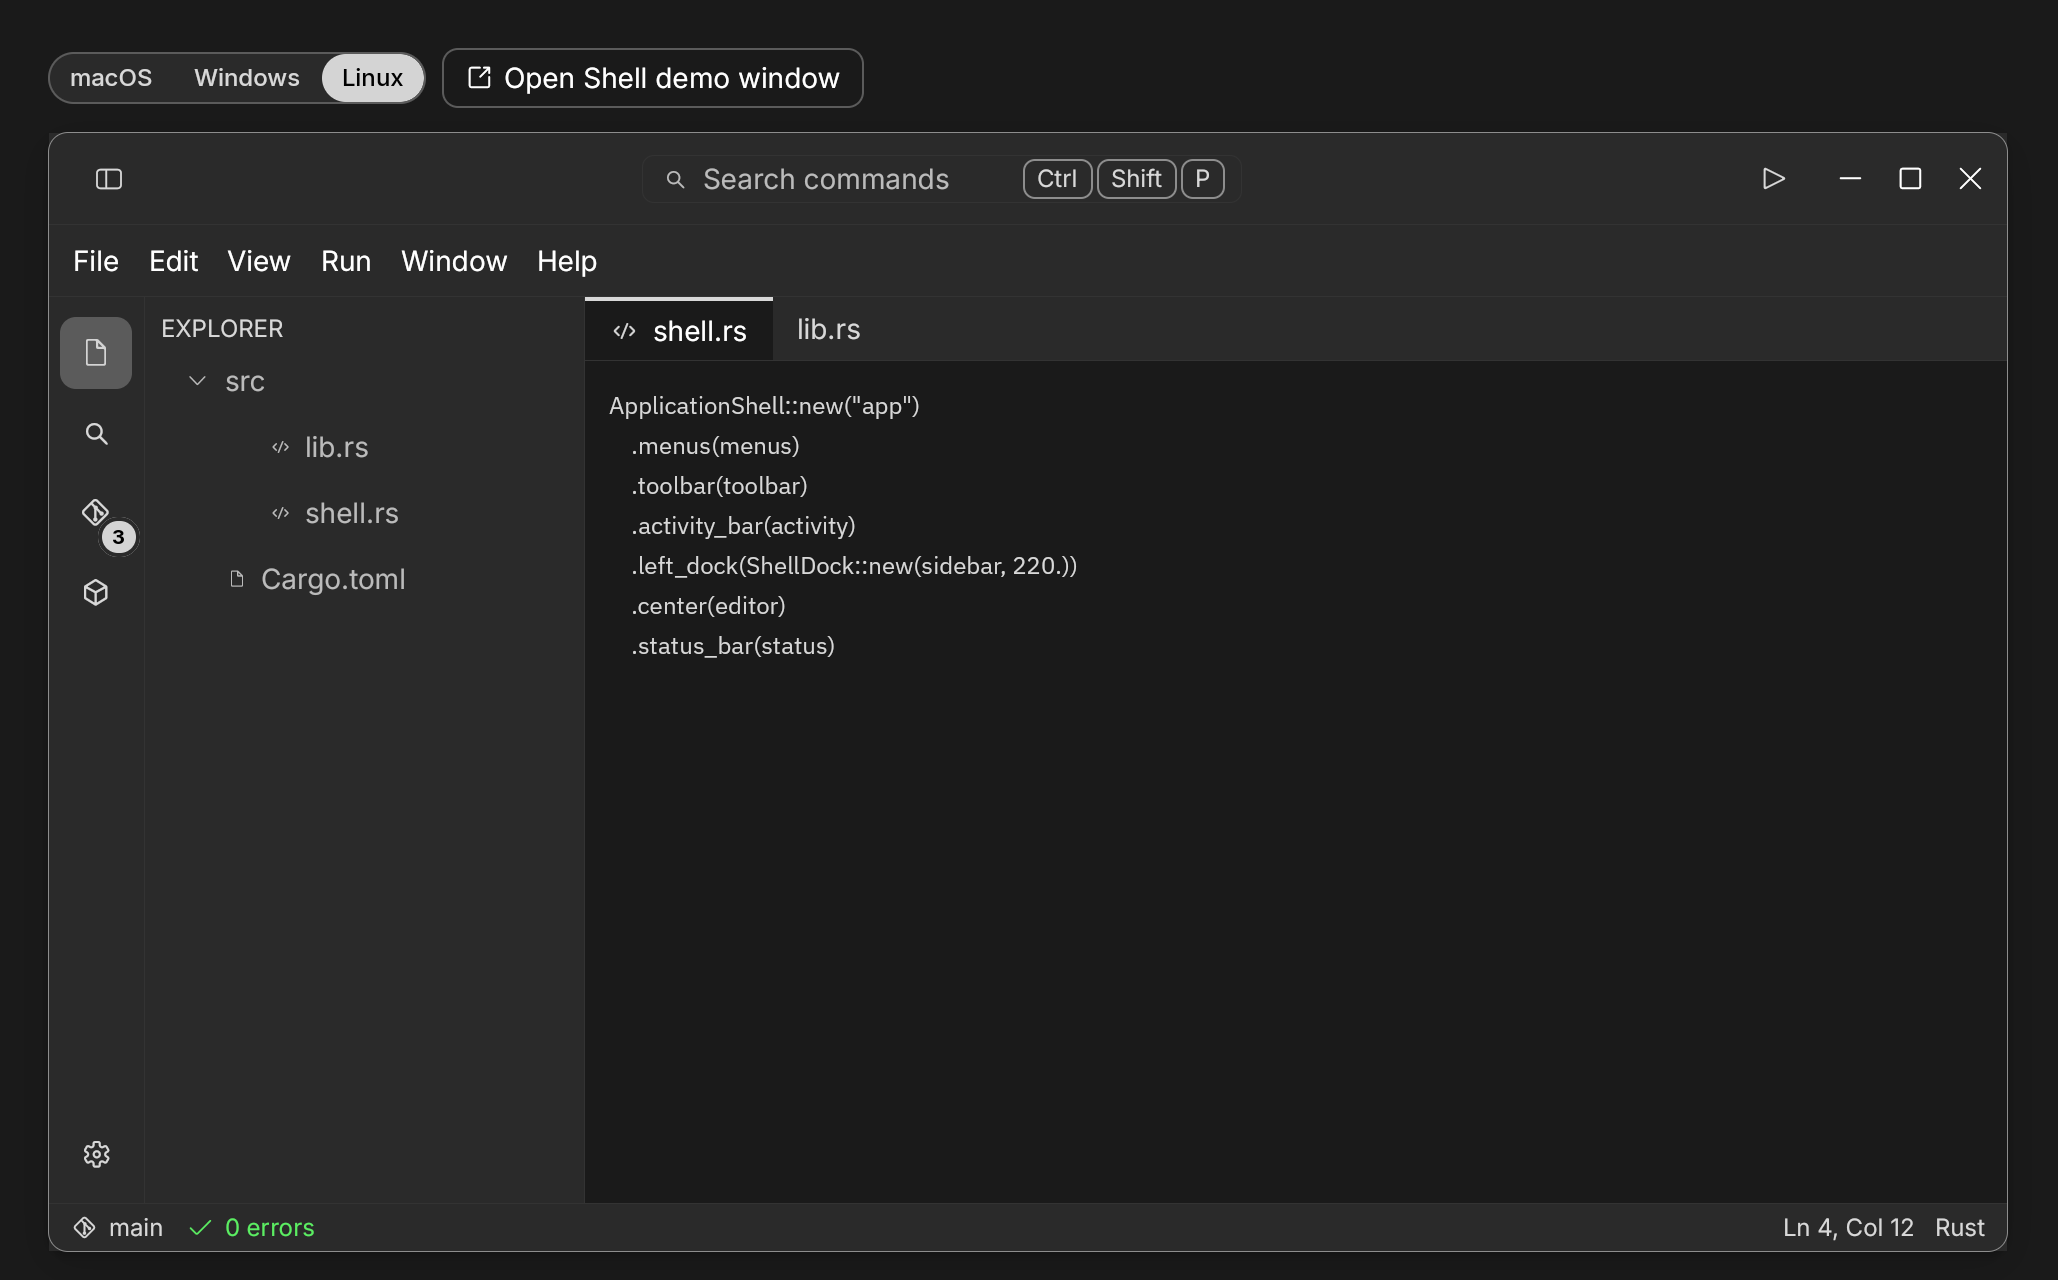 macOS Windows Linux Open Shell demo window
Search commands Ctrl Shift P
File Edit View Run Window Help
EXPLORER
src
lib.rs
shell.rs
Cargo.toml
3
shell.rs lib.rs
ApplicationShell::new("app")
.menus(menus)
.toolbar(toolbar)
.activity_bar(activity)
.left_dock(ShellDock::new(sidebar, 220.))
.center(editor)
.status_bar(status)
main 0 errors Ln 4, Col 12 Rust